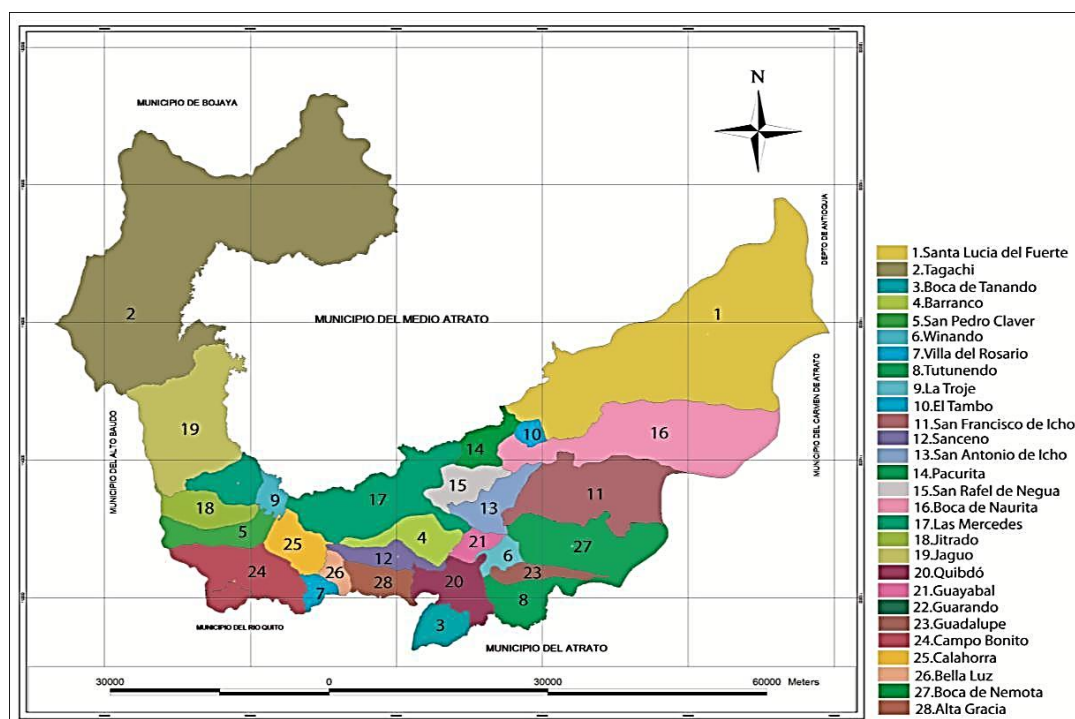 MUNICIPIO DE BOJAYA
N
DEPTO DE ANTIOQUIA
2
MUNICIPIO DEL MEDIO ATRATO
1
MUNICIPIO DEL CARMEN DE ATRATO
MUNICIPIO DEL ALTO BAUDO
19
10
16
14
15
17
13
11
9
18
5
25
4
21
12
6
27
24
26
28
20
23
7
8
3
MUNICIPIO DEL RIO QUITO
MUNICIPIO DEL ATRATO
30000 0 30000 60000 Meters
1.Santa Lucia del Fuerte
2.Tagachi
3.Boca de Tanando
4.Barranco
5.San Pedro Claver
6.Winando
7.Villa del Rosario
8.Tutunendo
9.La Troje
10.El Tambo
11.San Francisco de Icho
12.Sanceno
13.San Antonio de Icho
14.Pacurita
15.San Rafel de Negua
16.Boca de Naurita
17.Las Mercedes
18.Jitrado
19.Jaguo
20.Quibdó
21.Guayabal
22.Guarando
23.Guadalupe
24.Campo Bonito
25.Calahorra
26.Bella Luz
27.Boca de Nemota
28.Alta Gracia